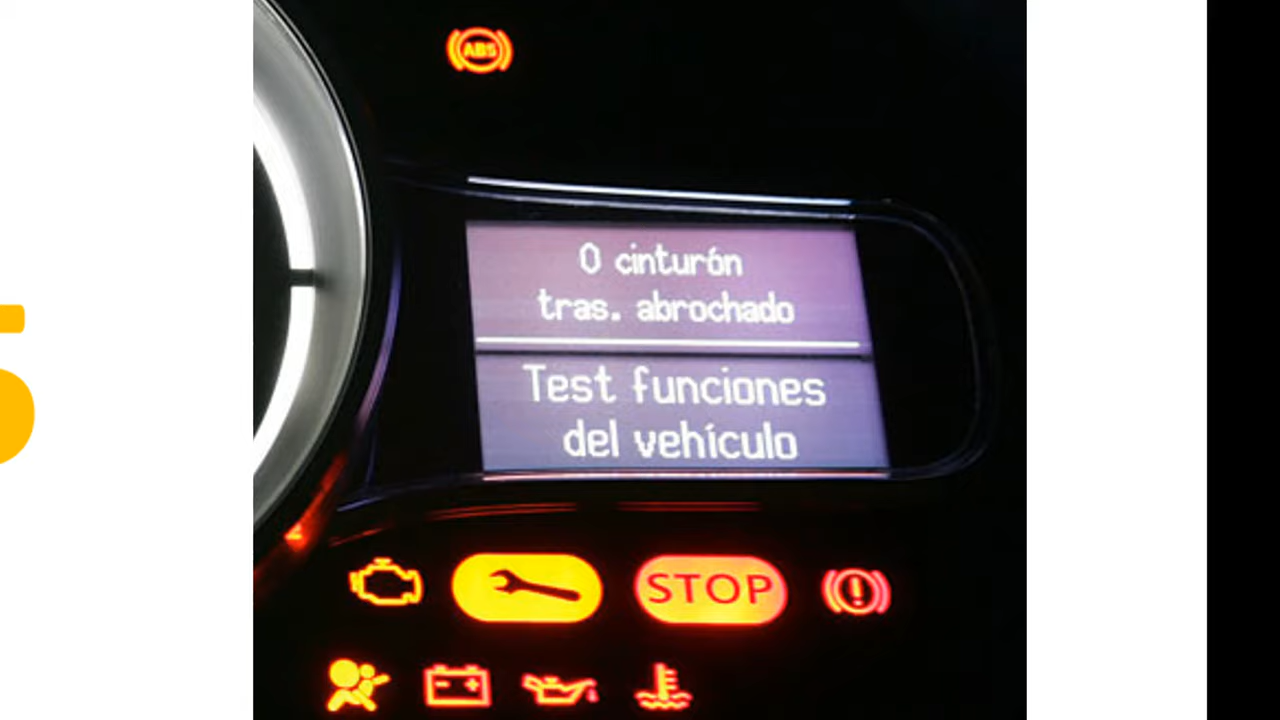 ABS
0 cinturón
tras. abrochado
Test funciones
del vehículo
STOP